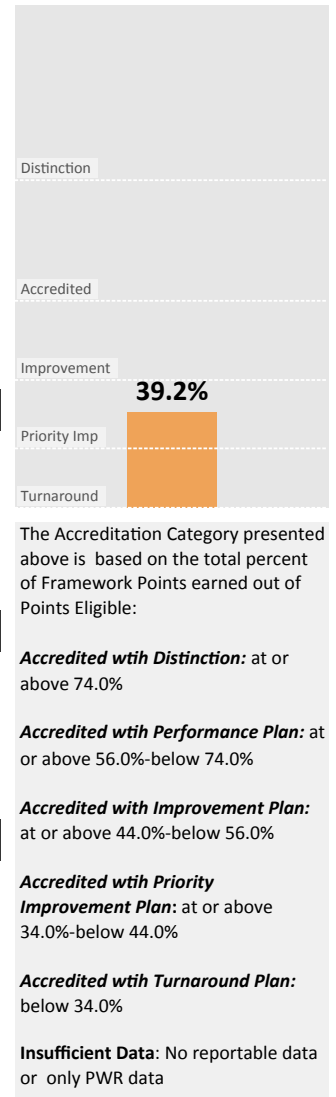 Distinction
Accredited
Improvement
39.2%
Priority Imp
Turnaround
The Accreditation Category presented
above is based on the total percent
of Framework Points earned out of
Points Eligible:
Accredited wtih Distinction: at or
above 74.0%
Accredited wtih Performance Plan: at
or above 56.0%-below 74.0%
Accredited with Improvement Plan:
at or above 44.0%-below 56.0%
Accredited wtih Priority
Improvement Plan: at or above
34.0%-below 44.0%
Accredited wtih Turnaround Plan:
below 34.0%
Insufficient Data: No reportable data
or only PWR data